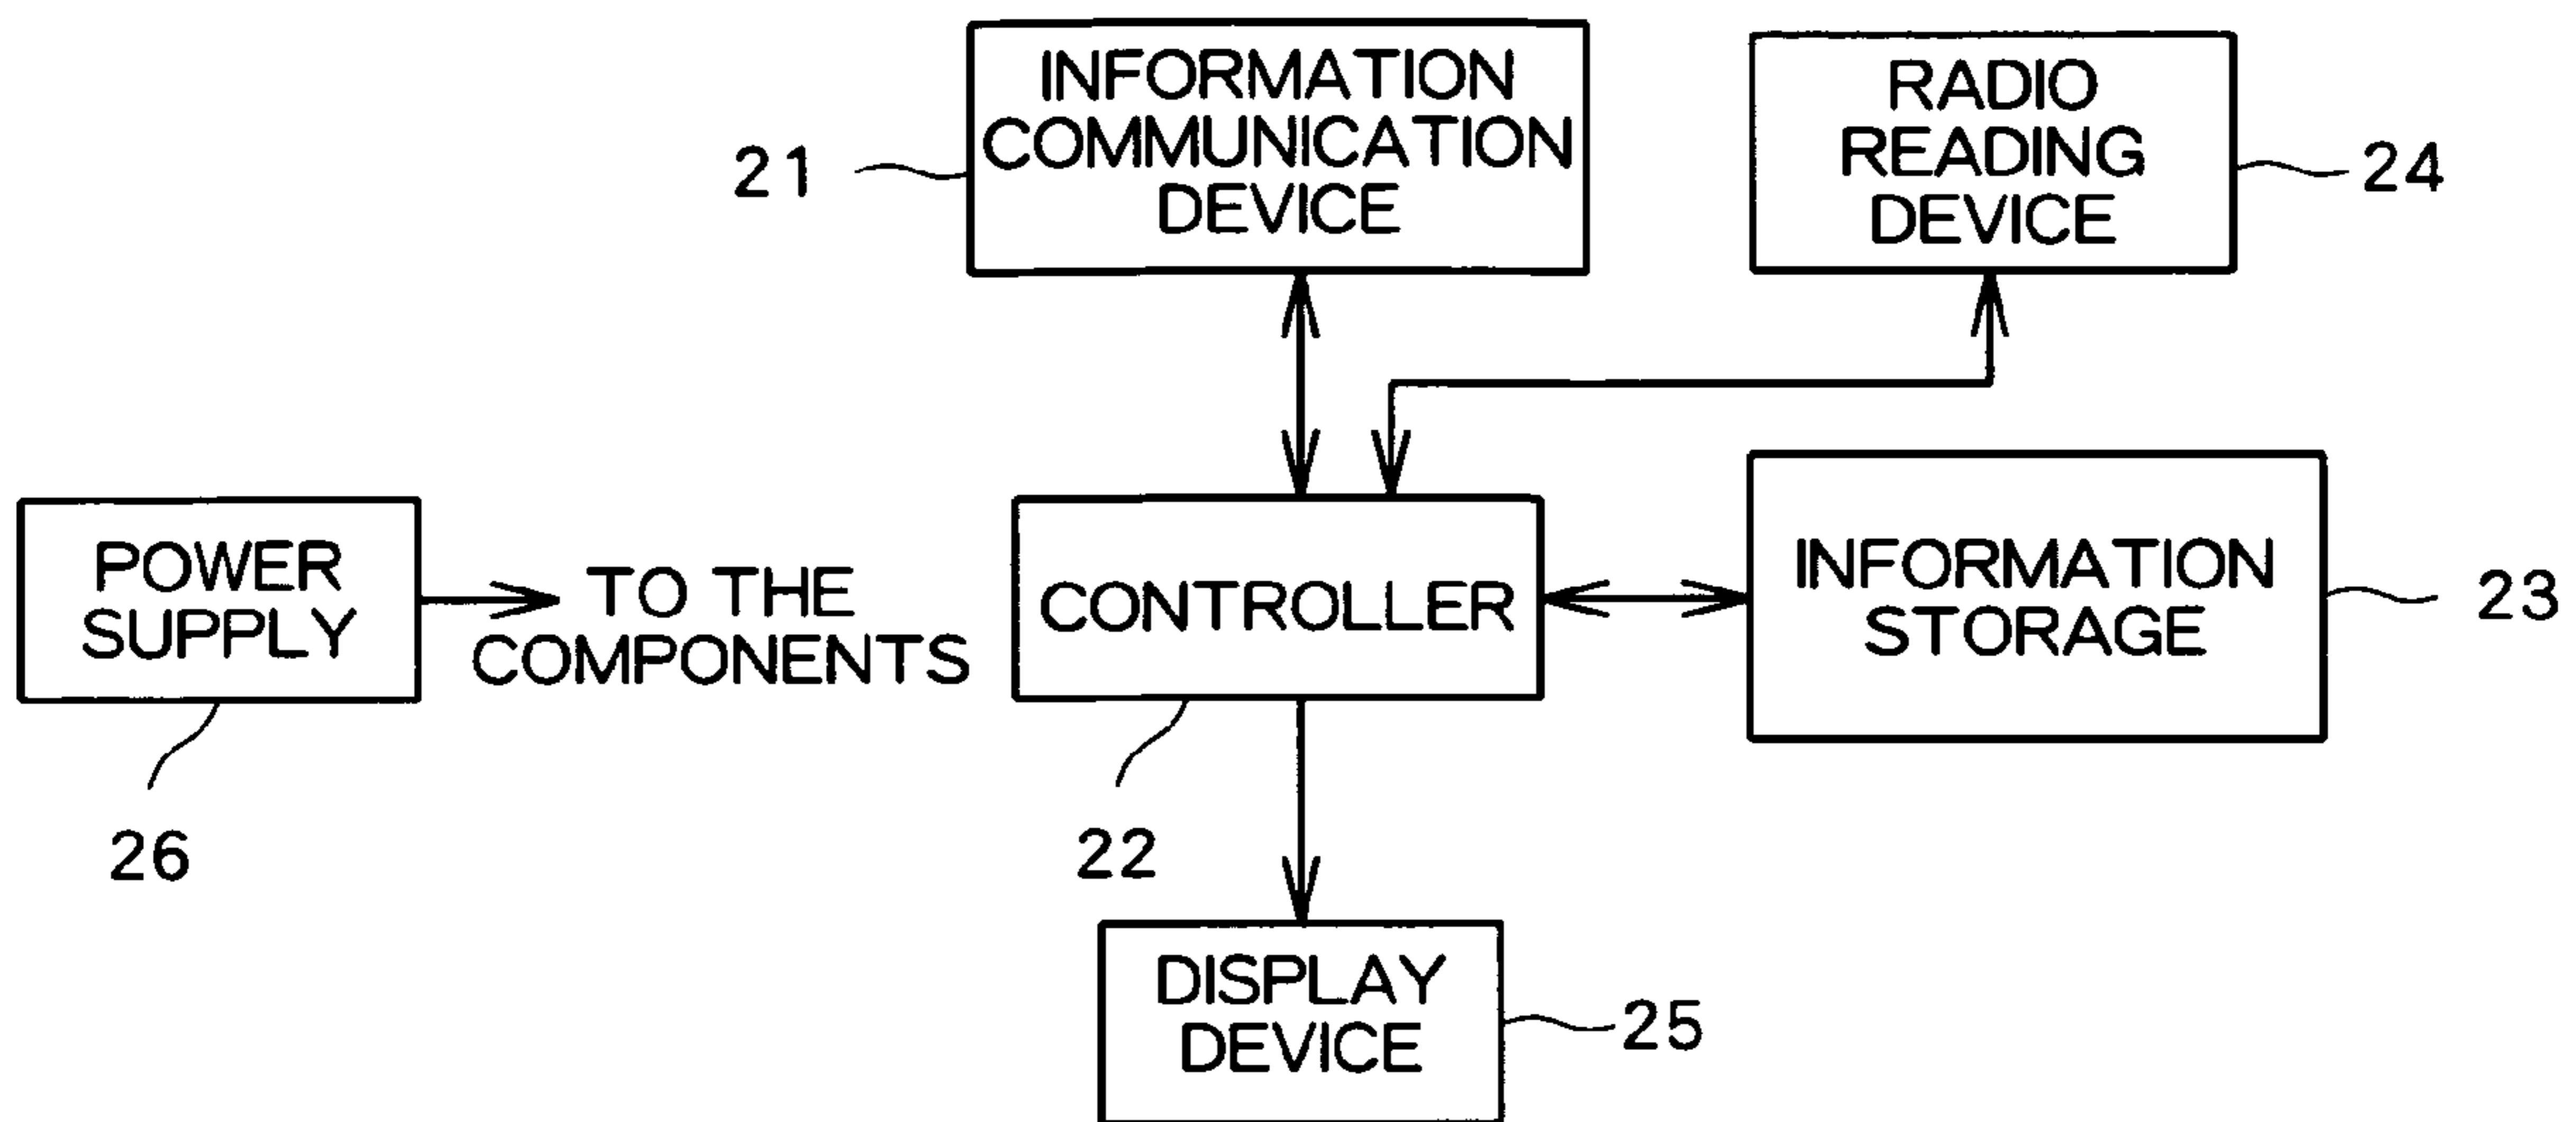 INFORMATION
COMMUNICATION
DEVICE
21
RADIO
READING
DEVICE
24
POWER
SUPPLY
26
TO THE
COMPONENTS
CONTROLLER
22
INFORMATION
STORAGE
23
DISPLAY
DEVICE
25